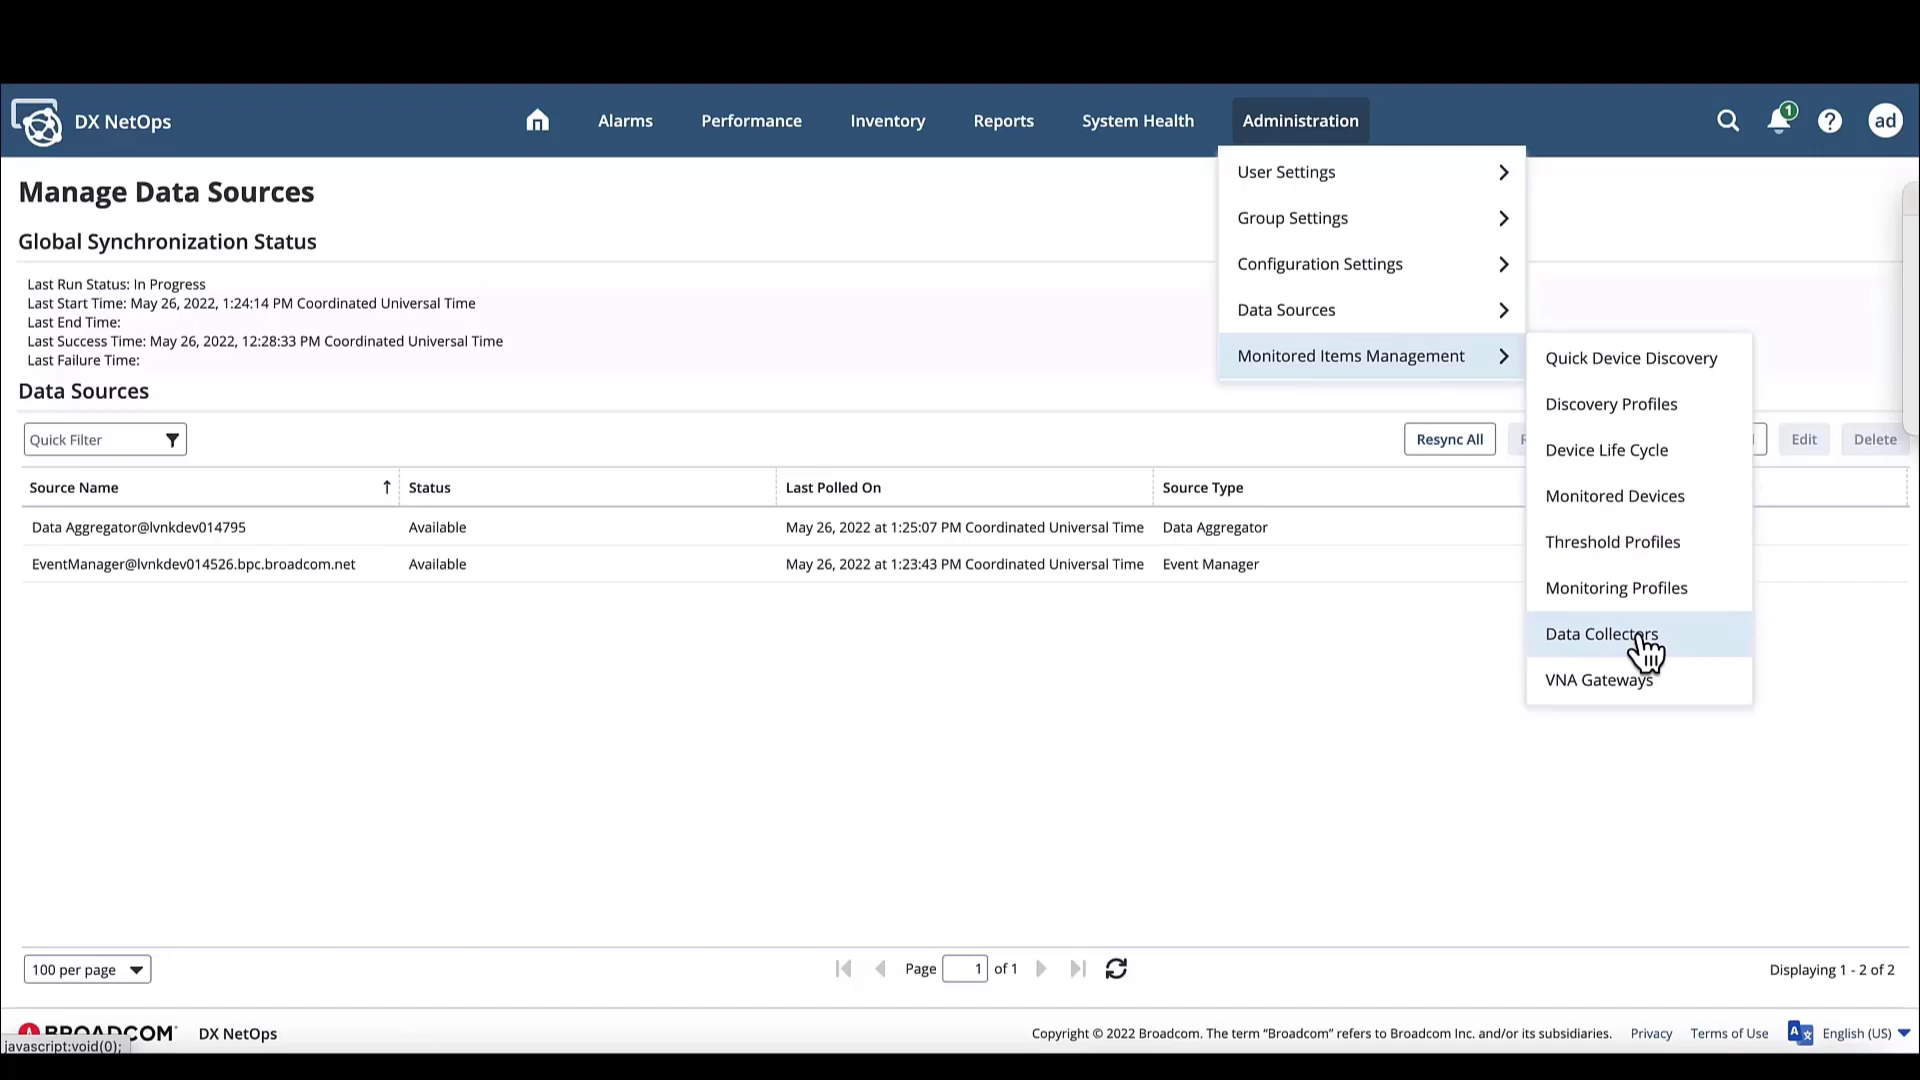 DX NetOps
Alarms
Performance
Inventory
Reports
System Health
Administration
1
?
ad
Manage Data Sources
Global Synchronization Status
Last Run Status: In Progress
Last Start Time: May 26, 2022, 1:24:14 PM Coordinated Universal Time
Last End Time:
Last Success Time: May 26, 2022, 12:28:33 PM Coordinated Universal Time
Last Failure Time:
User Settings
Group Settings
Configuration Settings
Data Sources
Monitored Items Management
Quick Device Discovery
Discovery Profiles
Device Life Cycle
Monitored Devices
Threshold Profiles
Monitoring Profiles
Data Collectors
VNA Gateways
Data Sources
Quick Filter
Resync All
Edit
Delete
Source Name
Status
Last Polled On
Source Type
Data Aggregator@lvnkdev014795
Available
May 26, 2022 at 1:25:07 PM Coordinated Universal Time
Data Aggregator
EventManager@lvnkdev014526.bpc.broadcom.net
Available
May 26, 2022 at 1:23:43 PM Coordinated Universal Time
Event Manager
100 per page
Page 1 of 1
Displaying 1 - 2 of 2
BROADCOM
DX NetOps
Copyright © 2022 Broadcom. The term “Broadcom” refers to Broadcom Inc. and/or its subsidiaries.
Privacy
Terms of Use
English (US)
javascript:void(0);